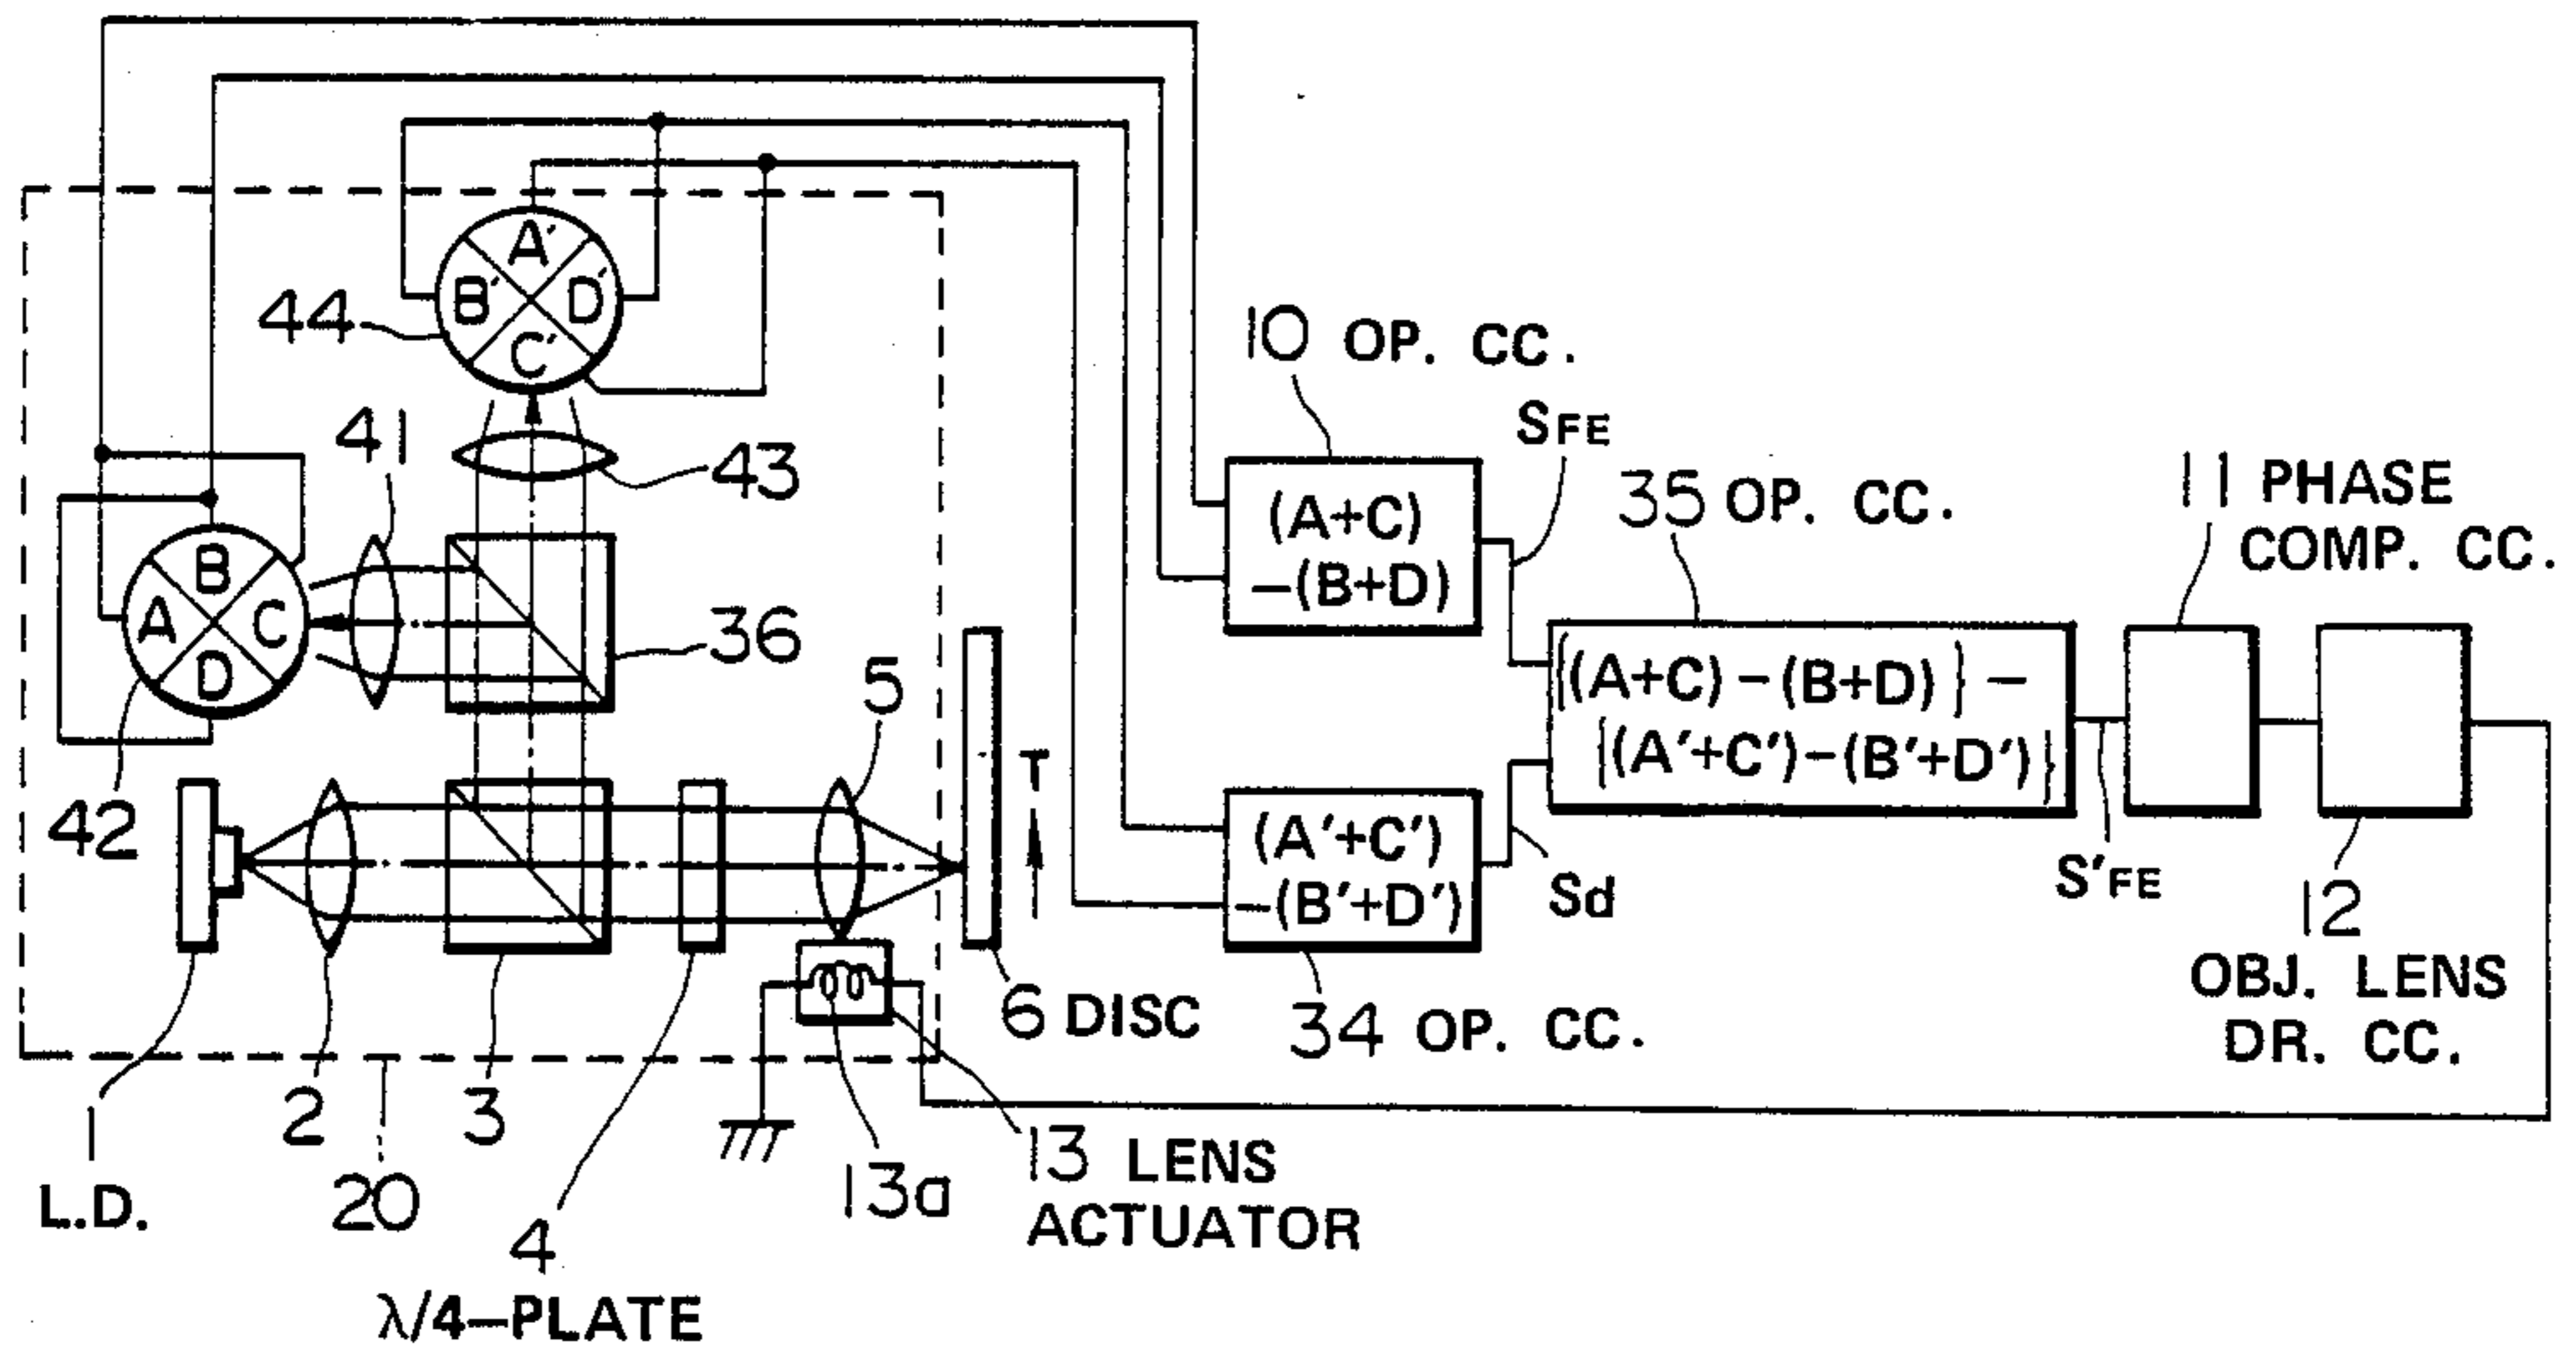 A'
B' D'
C'
44
10 OP. CC.
SFE
41
43
35 OP. CC.
11 PHASE
COMP. CC.
(A+C)
−(B+D)
B
A C
D
36
5
{(A+C)−(B+D)}−
{(A'+C')−(B'+D')}
T
42
(A'+C')
−(B'+D')
Sd
S'FE
12
OBJ. LENS
DR. CC.
6 DISC
34 OP. CC.
1
L.D.
2
20
3
4
λ/4−PLATE
13a
13 LENS
ACTUATOR